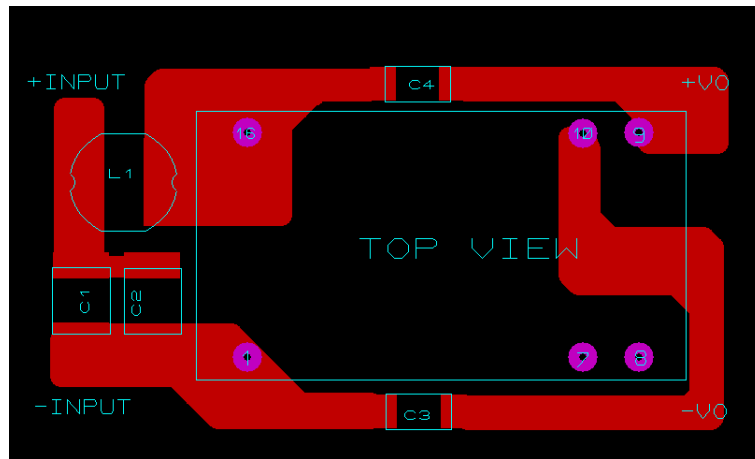 +INPUT
C4
+VO
16
10
9
L1
TOP VIEW
C1
C2
1
7
8
-INPUT
C3
-VO